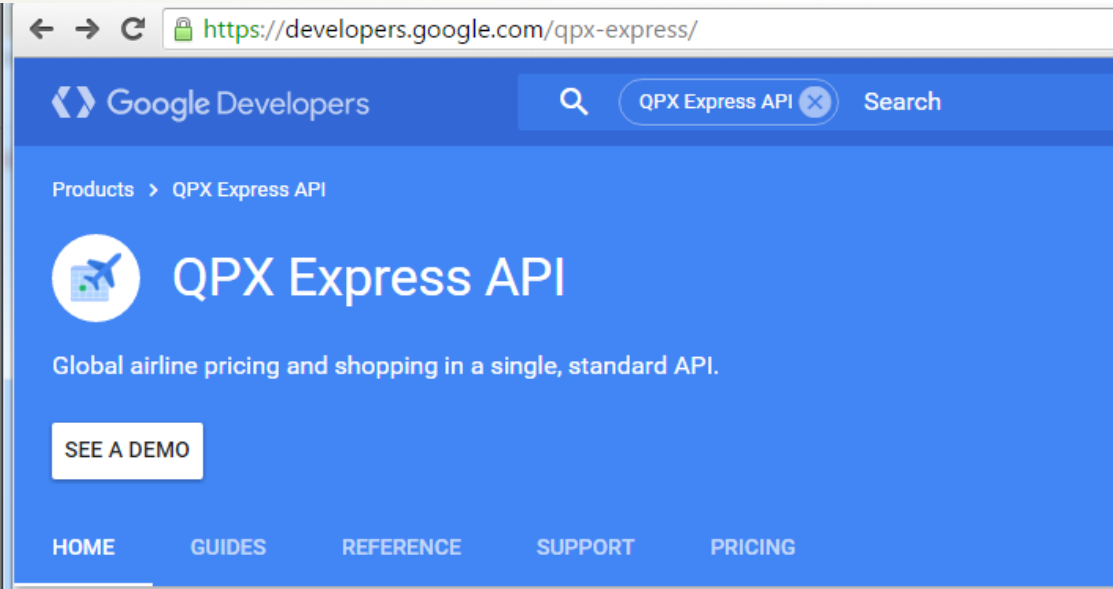 https://developers.google.com/qpx-express/
Google Developers
QPX Express API Search
Products > QPX Express API
QPX Express API
Global airline pricing and shopping in a single, standard API.
SEE A DEMO
HOME GUIDES REFERENCE SUPPORT PRICING